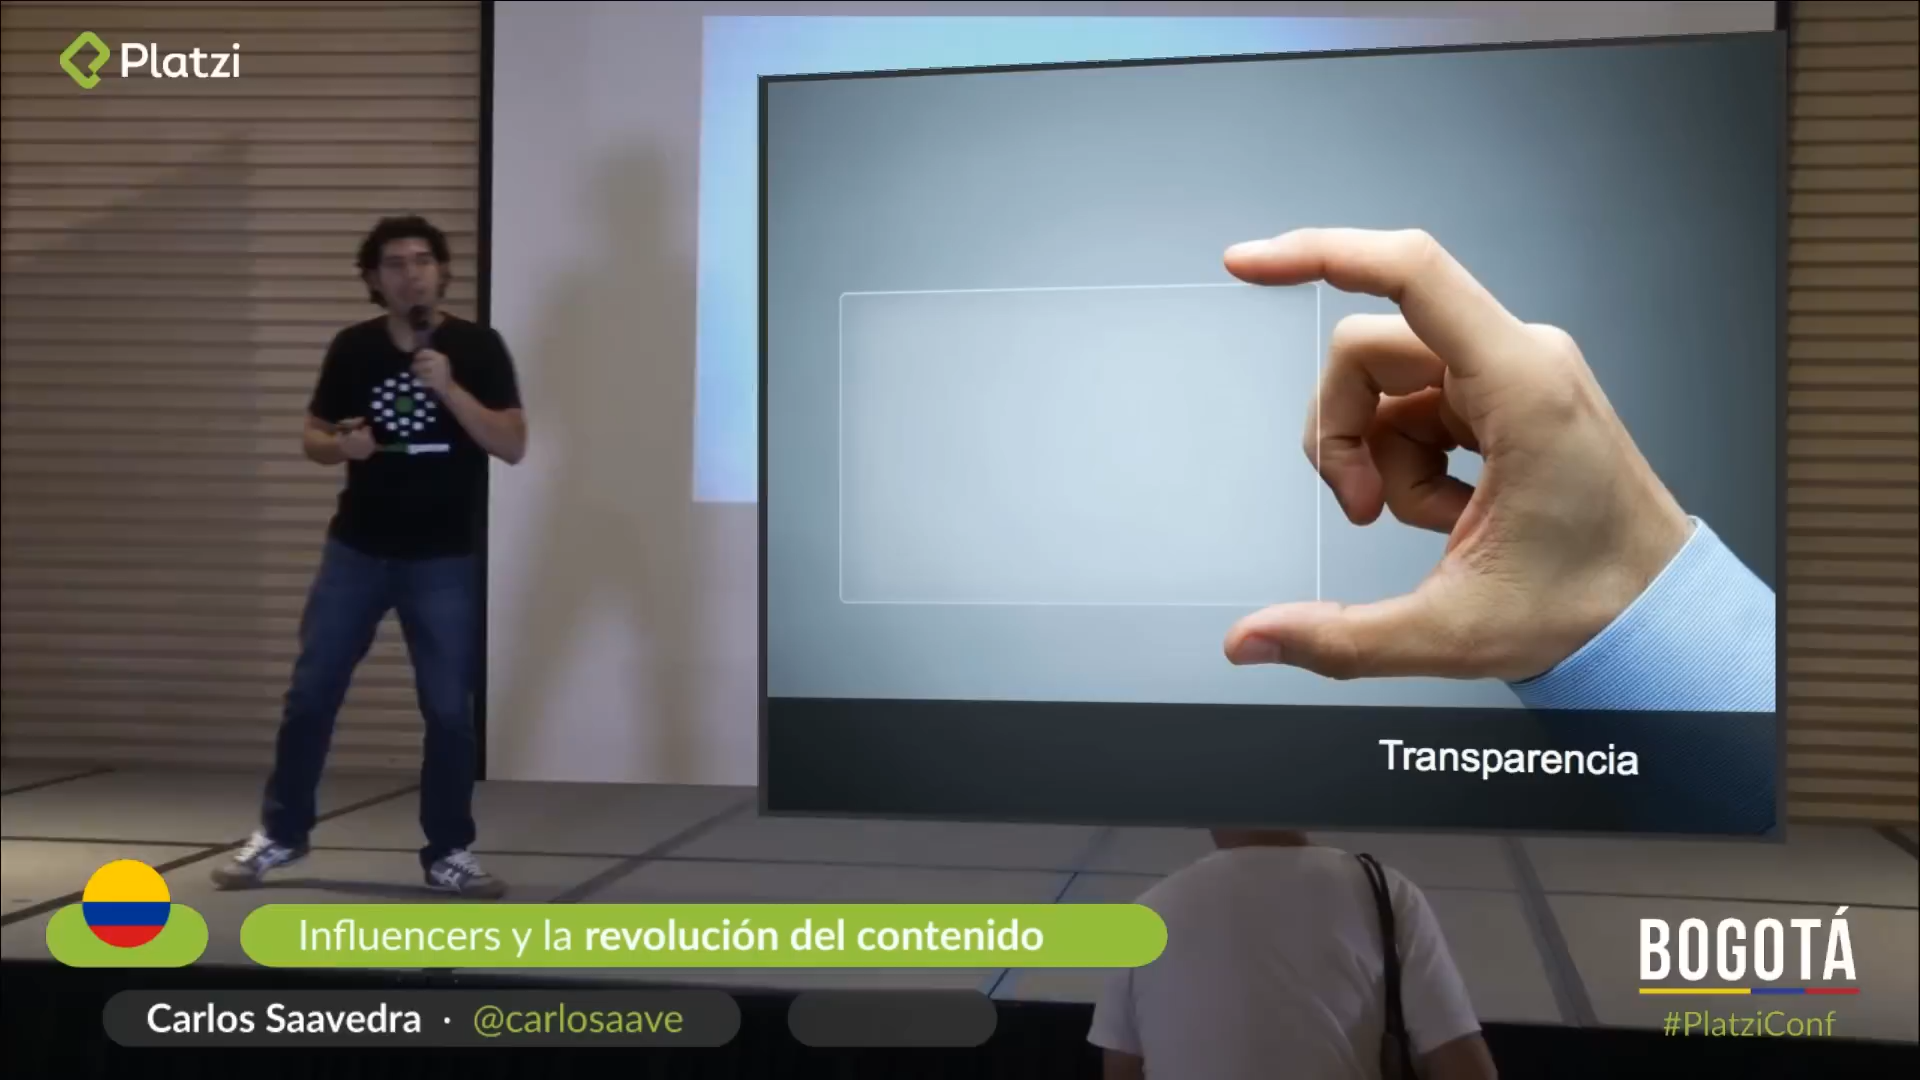 Platzi
Transparencia
Influencers y la revolución del contenido
Carlos Saavedra · @carlosaave
BOGOTÁ
#PlatziConf